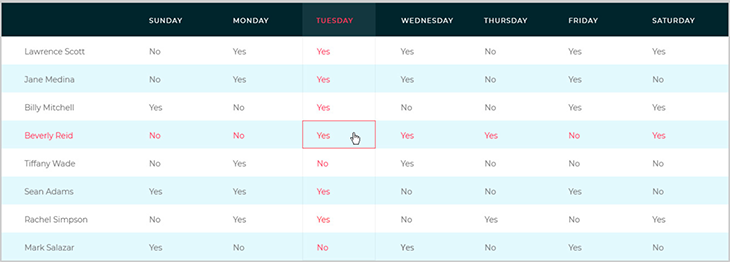 SUNDAY MONDAY TUESDAY WEDNESDAY THURSDAY FRIDAY SATURDAY
Lawrence Scott No Yes Yes Yes No Yes Yes
Jane Medina No Yes Yes Yes No Yes No
Billy Mitchell Yes No Yes No No Yes Yes
Beverly Reid No No Yes Yes Yes No Yes
Tiffany Wade No Yes No Yes No No No
Sean Adams Yes Yes Yes No No Yes No
Rachel Simpson No Yes Yes No Yes No Yes
Mark Salazar Yes No No Yes No Yes No